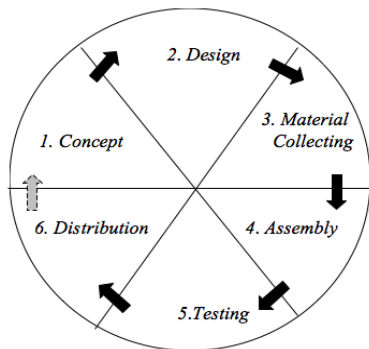 1. Concept
2. Design
3. Material
Collecting
4. Assembly
5.Testing
6. Distribution